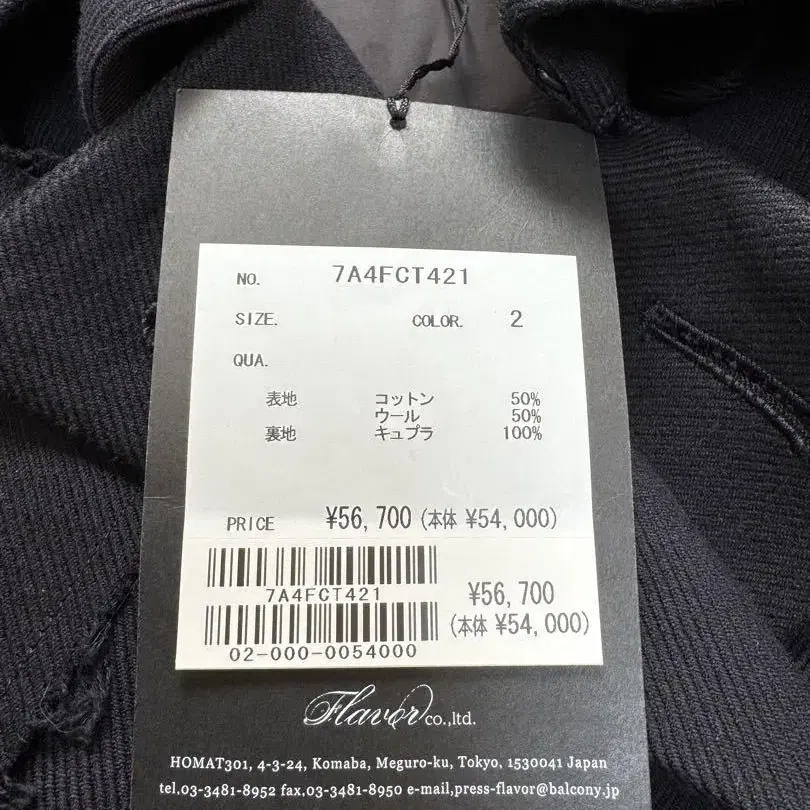 NO. 7A4FCT421
SIZE. COLOR. 2
QUA.
表地 コットン 50%
ウール 50%
裏地 キュプラ 100%
PRICE ¥56,700 (本体 ¥54,000)
7A4FCT421
¥56,700
(本体 ¥54,000)
02-000-0054000
Flavor co.,ltd.
HOMAT301, 4-3-24, Komaba, Meguro-ku, Tokyo, 1530041 Japan
tel.03-3481-8952 fax.03-3481-8950 e-mail,press-flavor@balcony.jp